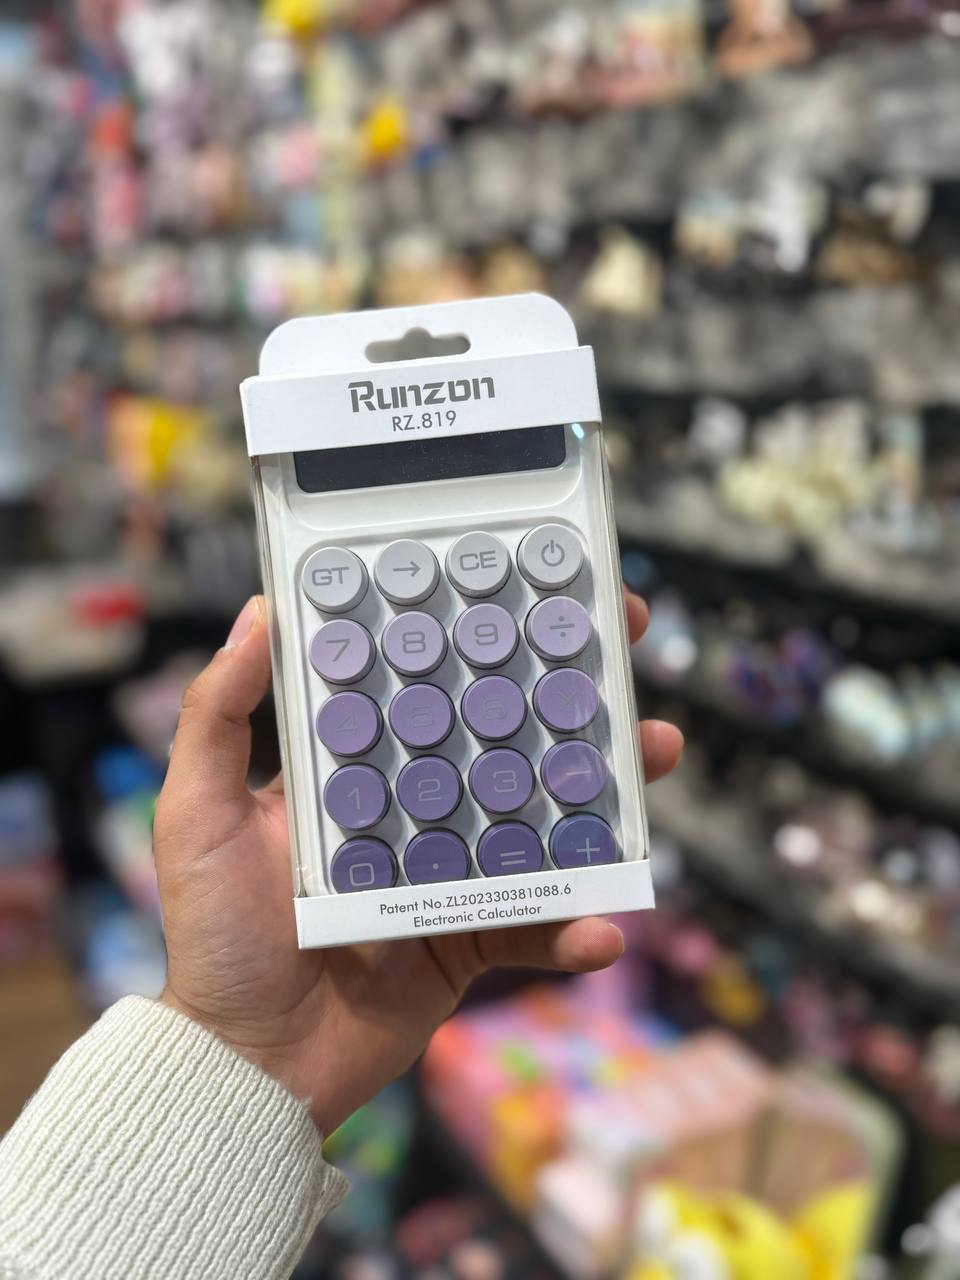 Runzon
RZ.819
GT → CE
7 8 9 ÷
4 5 6 ×
1 2 3 −
0 . = +
Patent No.ZL202330381088.6
Electronic Calculator